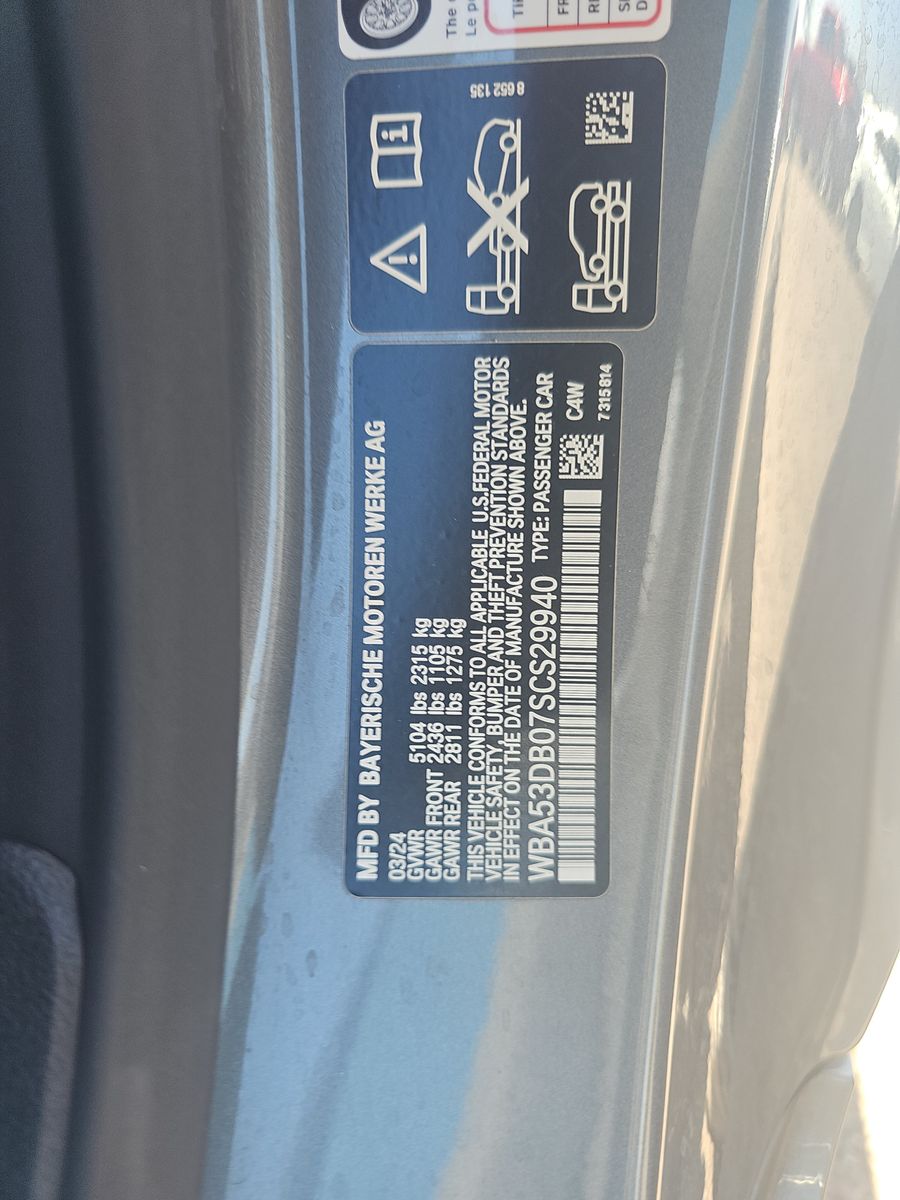 MFD BY BAYERISCHE MOTOREN WERKE AG
03/24
GVWR 5104 lbs 2315 kg
GAWR FRONT 2436 lbs 1105 kg
GAWR REAR 2811 lbs 1275 kg
THIS VEHICLE CONFORMS TO ALL APPLICABLE U.S.FEDERAL MOTOR
VEHICLE SAFETY, BUMPER AND THEFT PREVENTION STANDARDS
IN EFFECT ON THE DATE OF MANUFACTURE SHOWN ABOVE.
WBA53DB07SCS29940 TYPE: PASSENGER CAR
C4W
7315814
8 652 135
The
Le